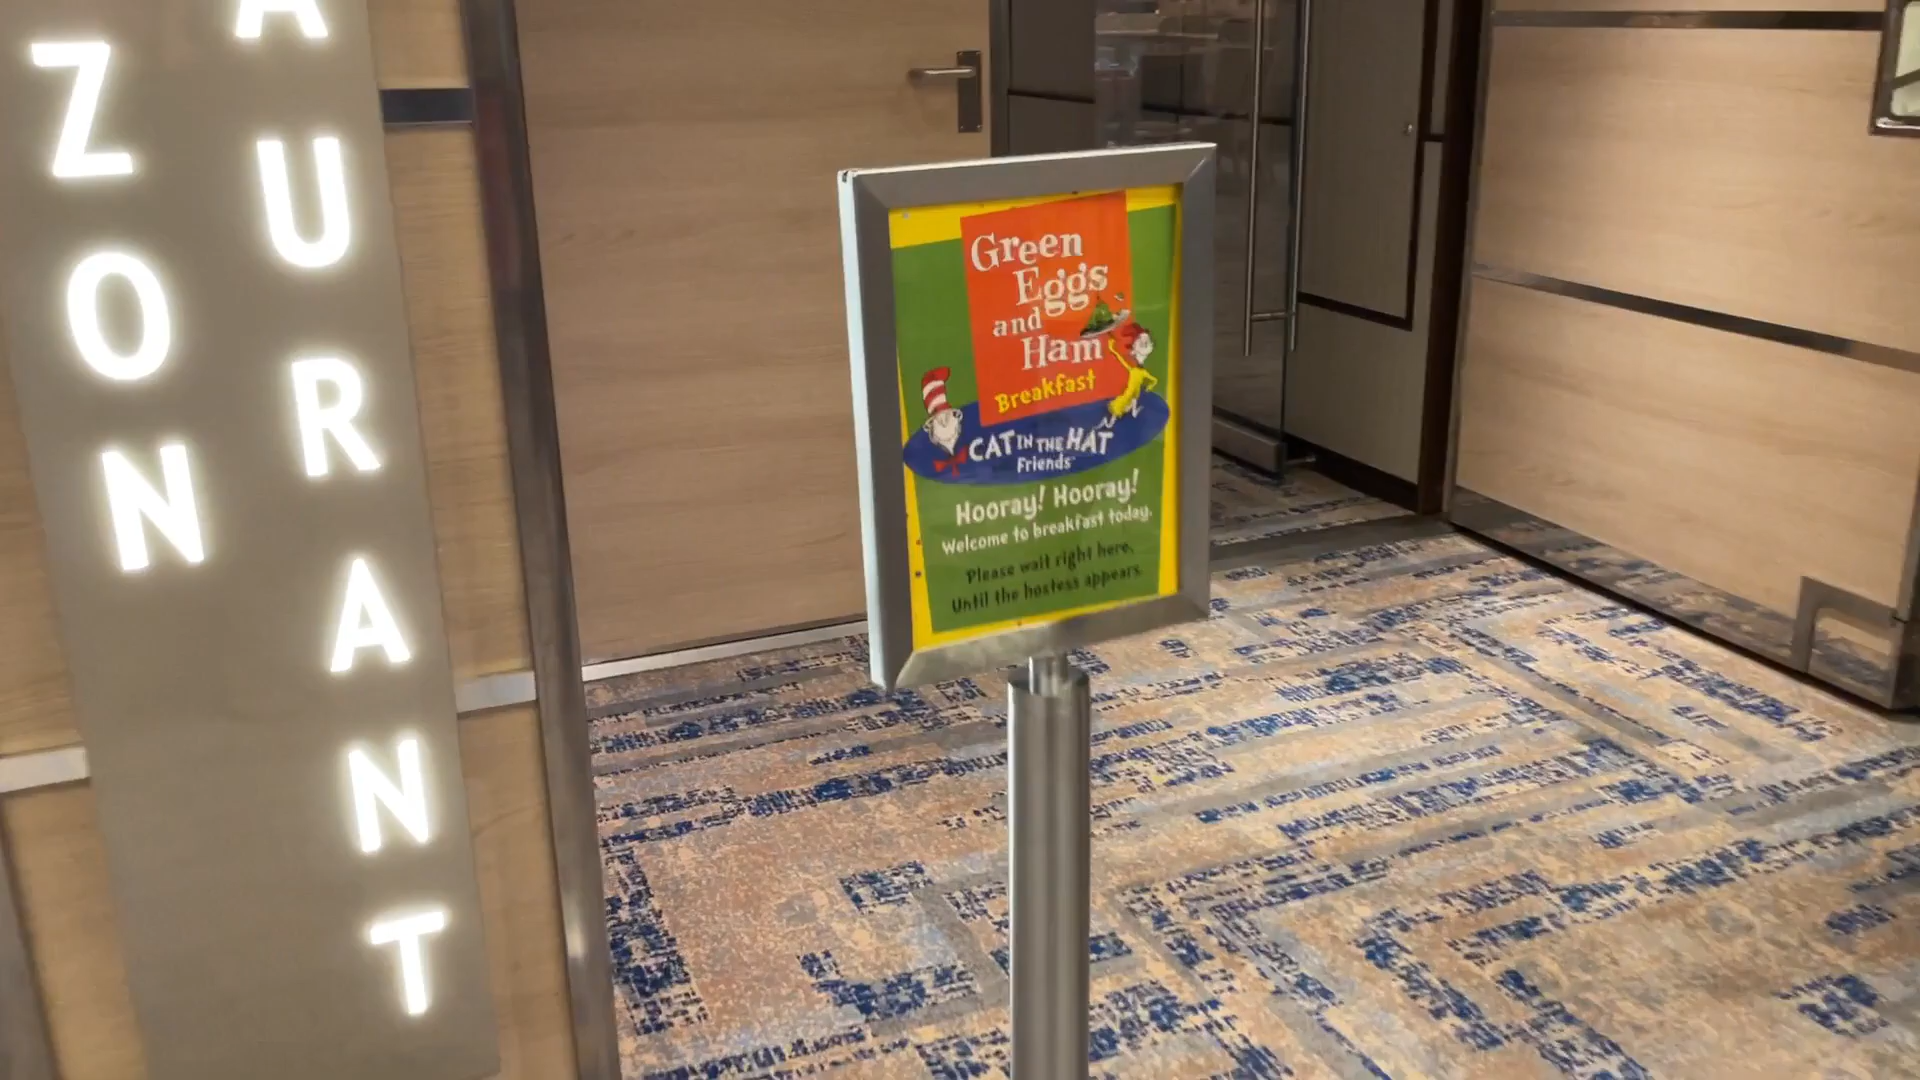 ZON
AURANT
Green
Eggs
and
Ham
Breakfast
CAT IN THE HAT
Friends
Hooray! Hooray!
Welcome to breakfast today.
Please wait right here.
Until the hostess appears.